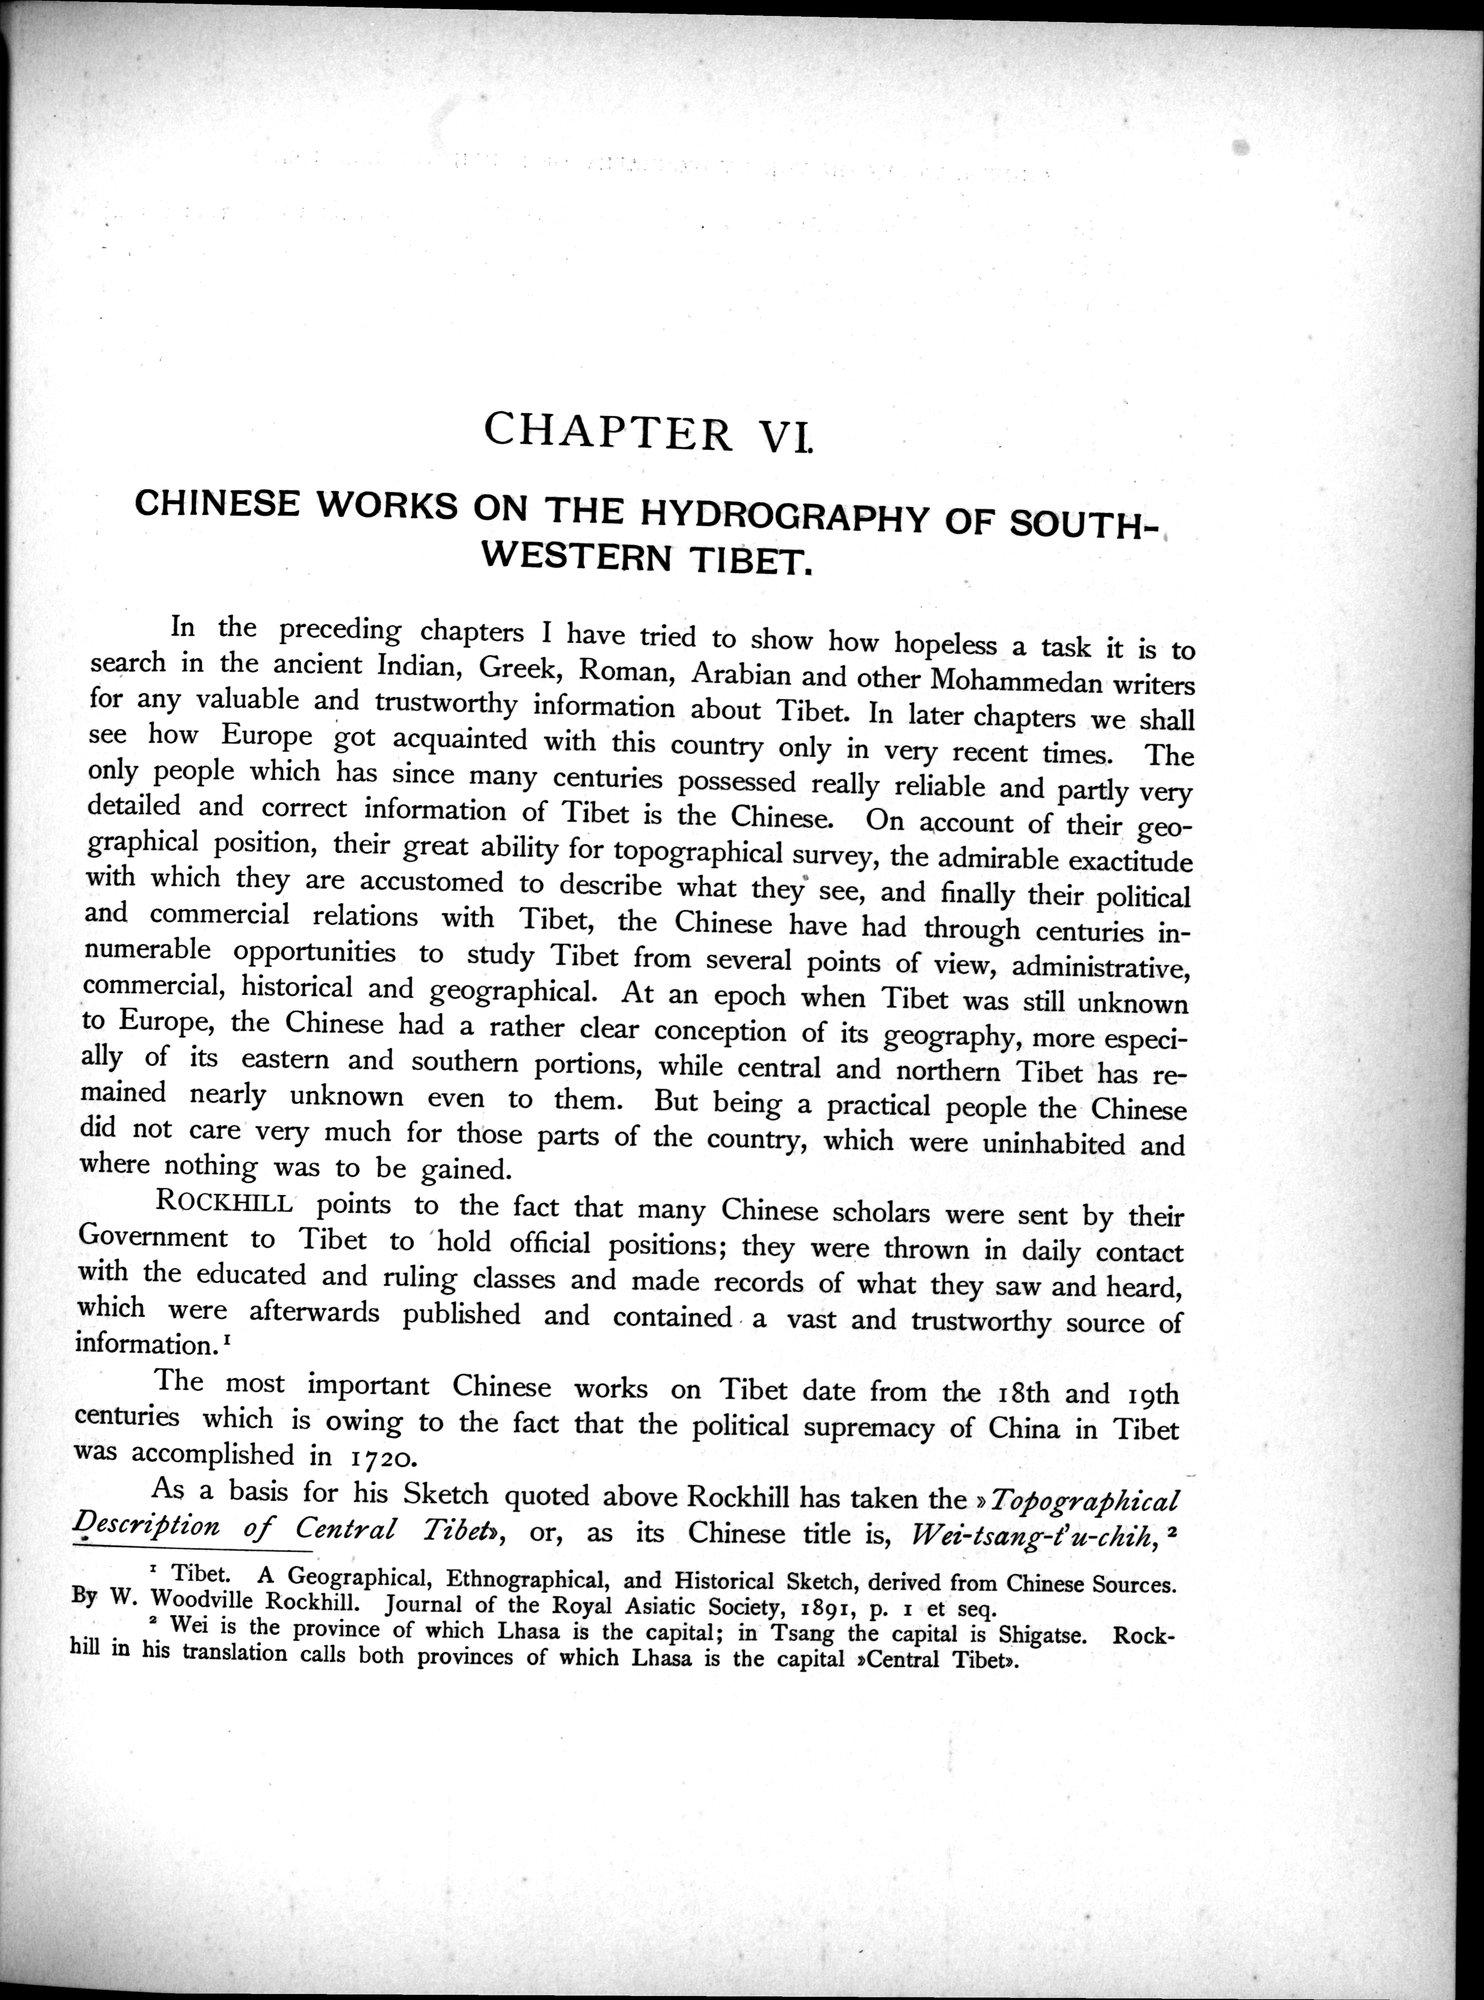 CHAPTER VI.
CHINESE WORKS ON THE HYDROGRAPHY OF SOUTH-
WESTERN TIBET.
In the preceding chapters I have tried to show how hopeless a task it is to
search in the ancient Indian, Greek, Roman, Arabian and other Mohammedan writers
for any valuable and trustworthy information about Tibet. In later chapters we shall
see how Europe got acquainted with this country only in very recent times. The
only people which has since many centuries possessed really reliable and partly very
detailed and correct information of Tibet is the Chinese. On account of their geo-
graphical position, their great ability for topographical survey, the admirable exactitude
with which they are accustomed to describe what they see, and finally their political
and commercial relations with Tibet, the Chinese have had through centuries in-
numerable opportunities to study Tibet from several points of view, administrative,
commercial, historical and geographical. At an epoch when Tibet was still unknown
to Europe, the Chinese had a rather clear conception of its geography, more especi-
ally of its eastern and southern portions, while central and northern Tibet has re-
mained nearly unknown even to them. But being a practical people the Chinese
did not care very much for those parts of the country, which were uninhabited and
where nothing was to be gained.
ROCKHILL points to the fact that many Chinese scholars were sent by their
Government to Tibet to hold official positions; they were thrown in daily contact
with the educated and ruling classes and made records of what they saw and heard,
which were afterwards published and contained a vast and trustworthy source of
information.¹
The most important Chinese works on Tibet date from the 18th and 19th
centuries which is owing to the fact that the political supremacy of China in Tibet
was accomplished in 1720.
As a basis for his Sketch quoted above Rockhill has taken the »Topographical
Description of Central Tibet», or, as its Chinese title is, Wei-tsang-t'u-chih,²
¹ Tibet. A Geographical, Ethnographical, and Historical Sketch, derived from Chinese Sources.
By W. Woodville Rockhill. Journal of the Royal Asiatic Society, 1891, p. 1 et seq.
² Wei is the province of which Lhasa is the capital; in Tsang the capital is Shigatse. Rock-
hill in his translation calls both provinces of which Lhasa is the capital »Central Tibet».